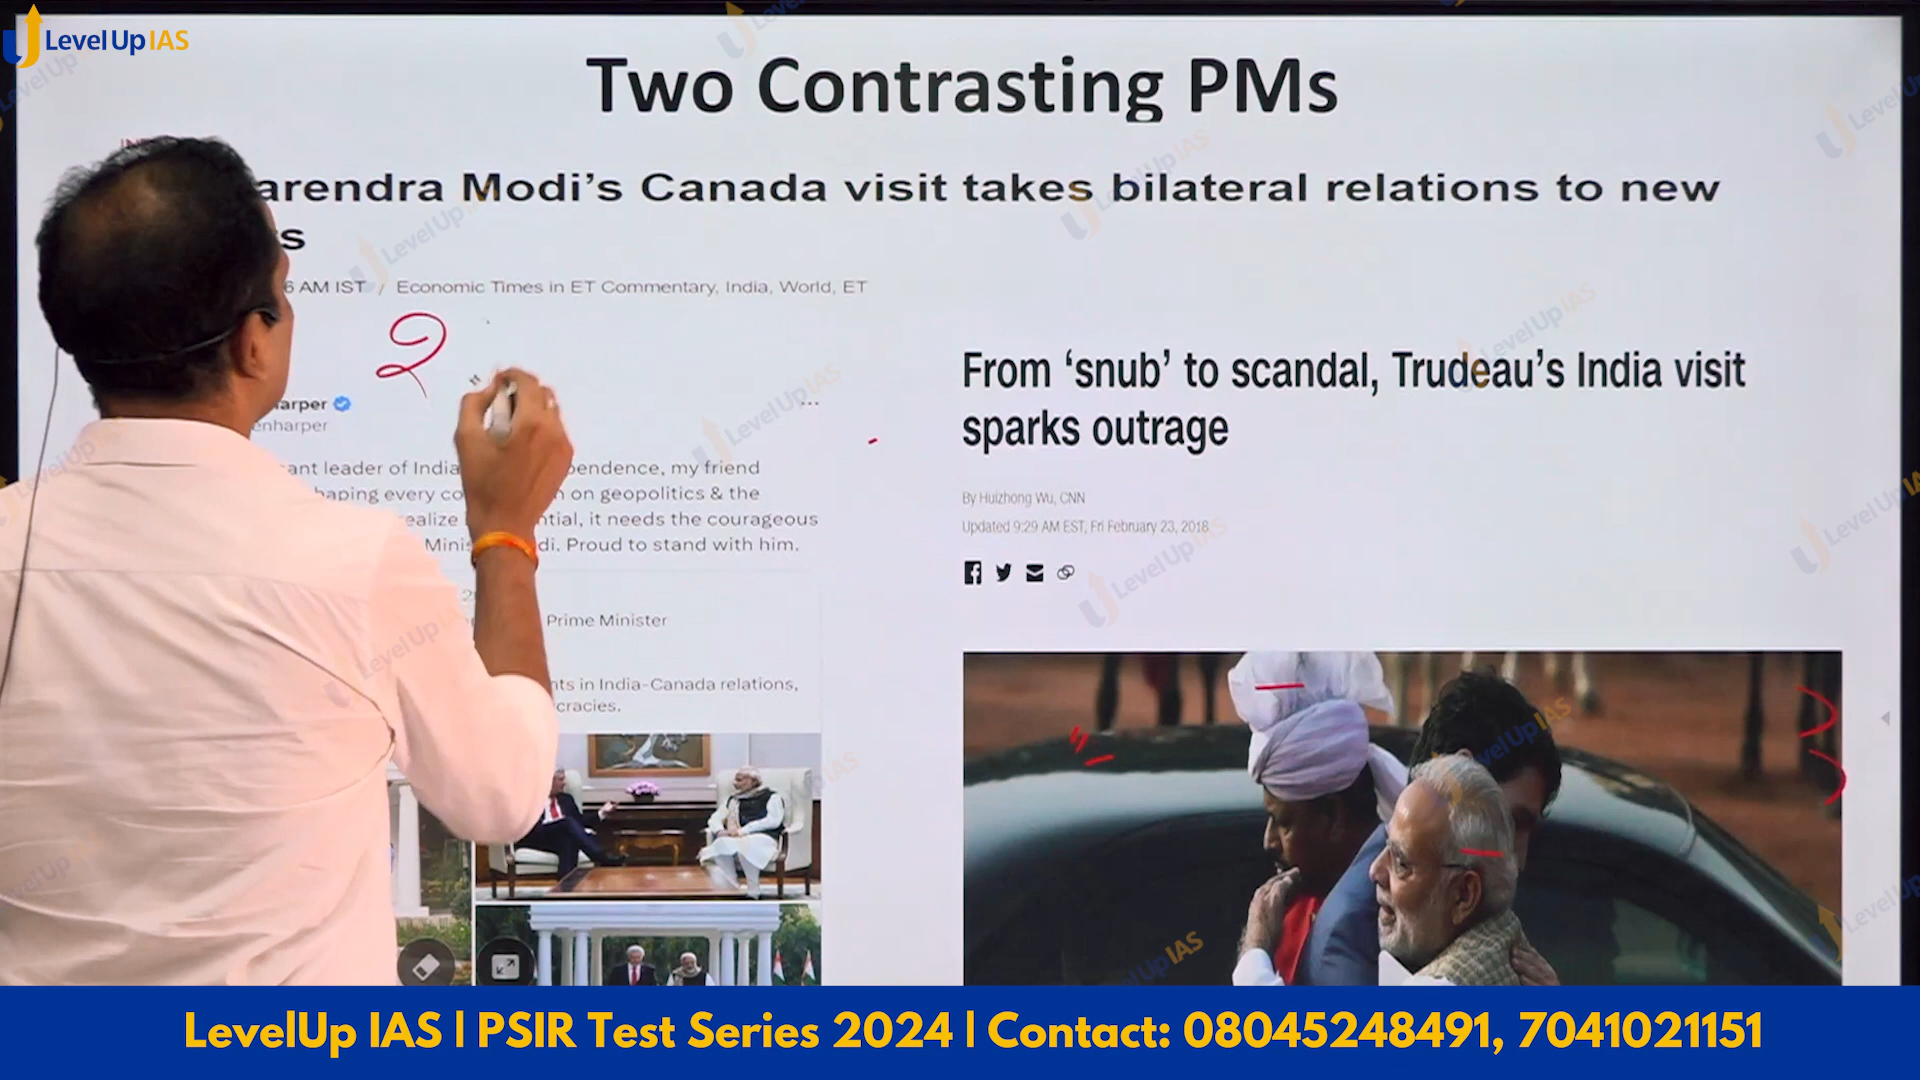 LevelUp IAS
Two Contrasting PMs
arendra Modi's Canada visit takes bilateral relations to new
s
6 AM IST / Economic Times in ET Commentary, India, World, ET
arper
enharper
ant leader of India pendence, my friend
haping every co n on geopolitics & the
ealize ntial, it needs the courageous
Minis di. Proud to stand with him.
Prime Minister
nts in India-Canada relations,
cracies.
From 'snub' to scandal, Trudeau's India visit
sparks outrage
By Huizhong Wu, CNN
Updated 9:29 AM EST, Fri February 23, 2018
LevelUp IAS | PSIR Test Series 2024 | Contact: 08045248491, 7041021151